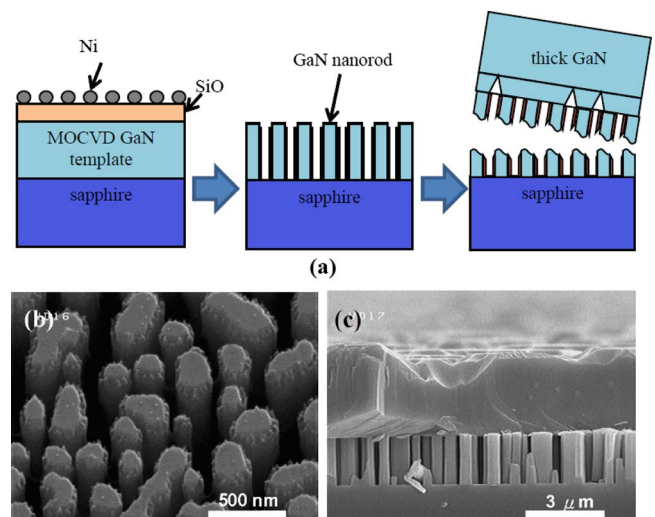 Ni
SiO
MOCVD GaN
template
sapphire
GaN nanorod
sapphire
thick GaN
sapphire
(a)
(b)
500 nm
(c)
3 μm